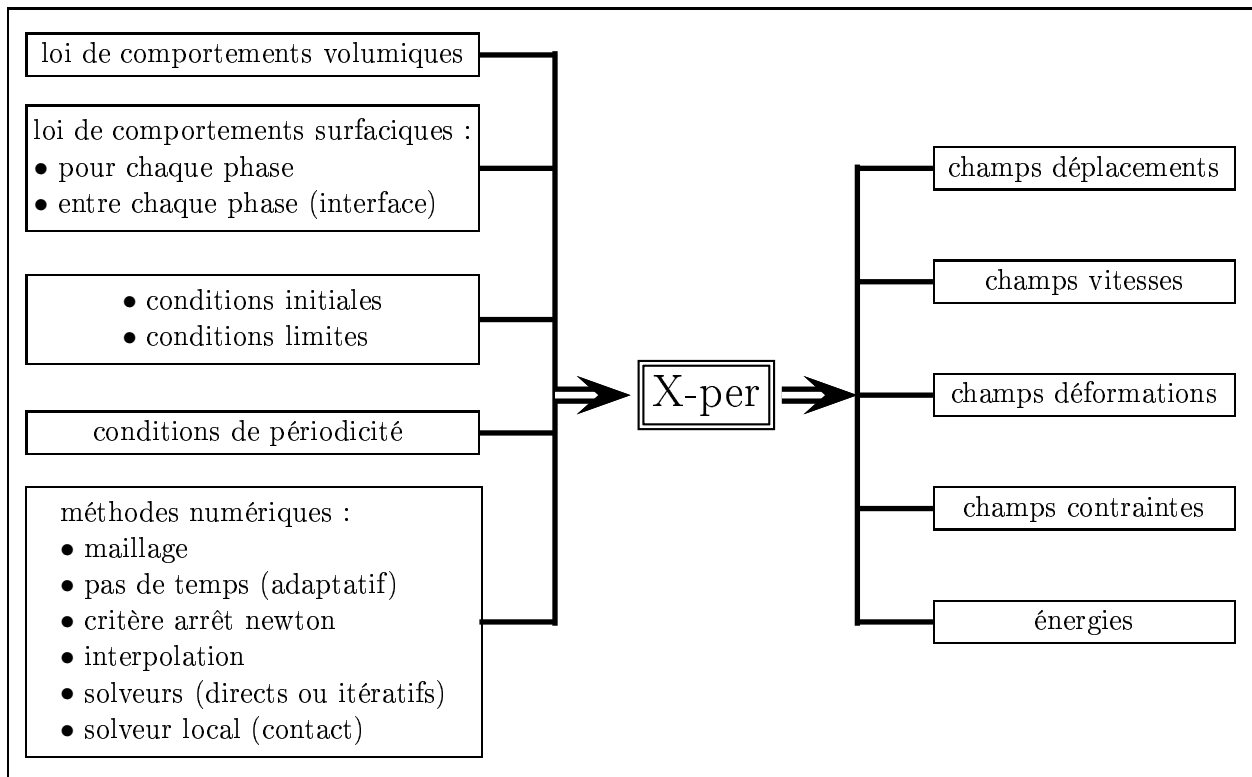 loi de comportements volumiques
loi de comportements surfaciques :
• pour chaque phase
• entre chaque phase (interface)
• conditions initiales
• conditions limites
conditions de périodicité
méthodes numériques :
• maillage
• pas de temps (adaptatif)
• critère arrêt newton
• interpolation
• solveurs (directs ou itératifs)
• solveur local (contact)
X-per
champs déplacements
champs vitesses
champs déformations
champs contraintes
énergies